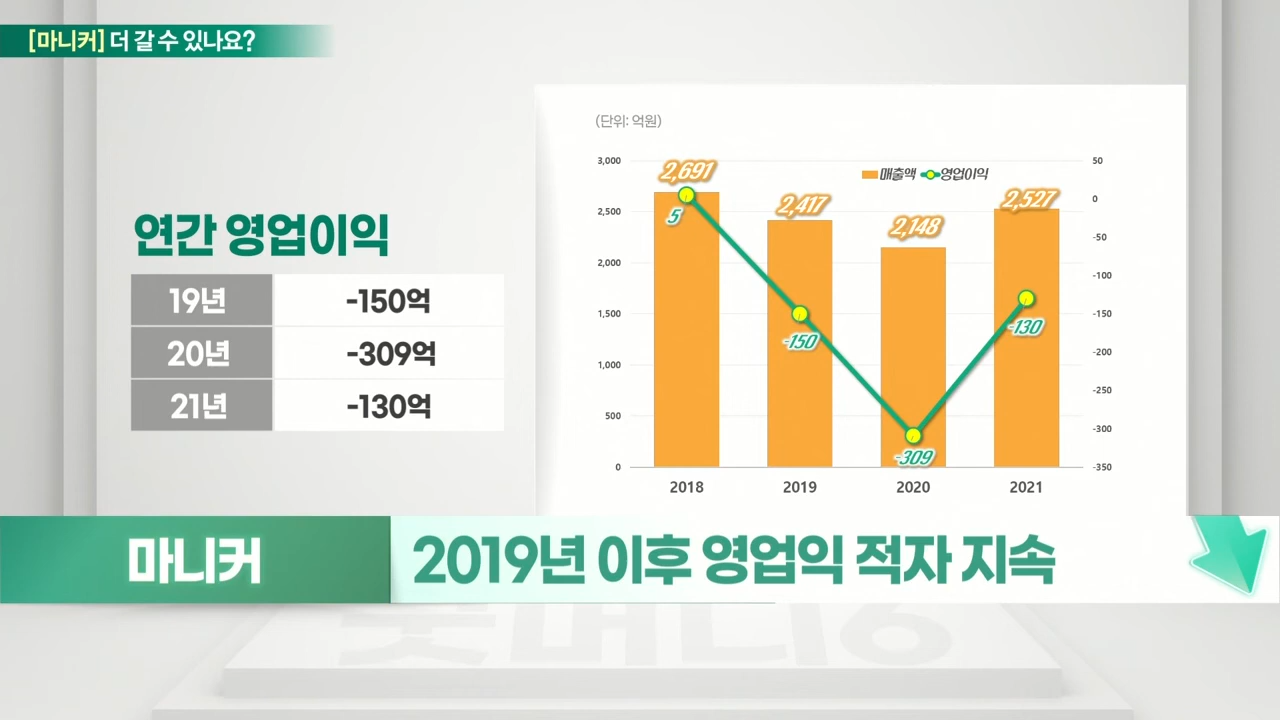 [마니커] 더 갈 수 있나요?
(단위: 억원)
매출액 영업이익
3,000
2,500
2,000
1,500
1,000
500
0
50
0
-50
-100
-150
-200
-250
-300
-350
2,691
2,417
2,148
2,527
5
-150
-309
-130
2018 2019 2020 2021
연간 영업이익
19년 -150억
20년 -309억
21년 -130억
마니커 2019년 이후 영업익 적자 지속